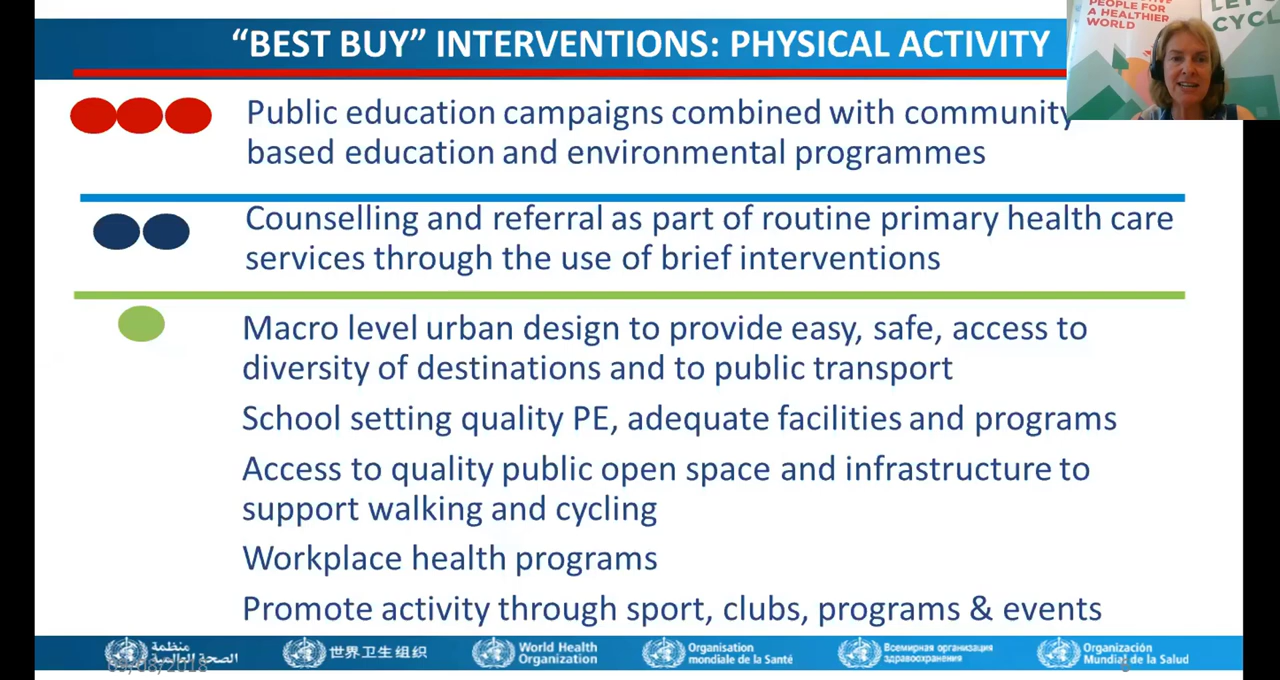 “BEST BUY” INTERVENTIONS: PHYSICAL ACTIVITY
PEOPLE FOR
A HEALTHIER
WORLD
CYCL
Public education campaigns combined with community
based education and environmental programmes
Counselling and referral as part of routine primary health care
services through the use of brief interventions
Macro level urban design to provide easy, safe, access to
diversity of destinations and to public transport
School setting quality PE, adequate facilities and programs
Access to quality public open space and infrastructure to
support walking and cycling
Workplace health programs
Promote activity through sport, clubs, programs & events
منظمة
الصحة العالمية
世界卫生组织
World Health
Organization
Organisation
mondiale de la Santé
Всемирная организация
здравоохранения
Organización
Mundial de la Salud